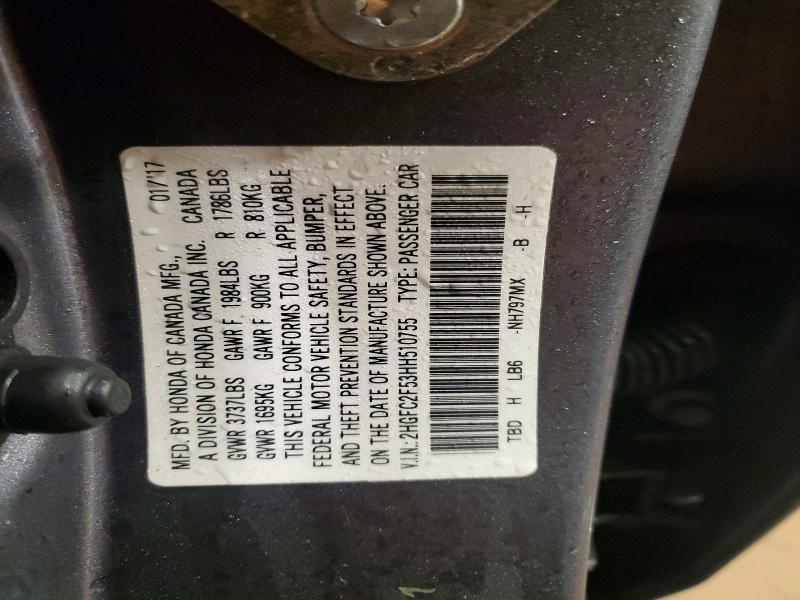 MFD. BY HONDA OF CANADA MFG., 01/'17
A DIVISION OF HONDA CANADA INC. CANADA
GVWR 3737LBS GAWR F 1984LBS R 1786LBS
GVWR 1695KG GAWR F 900KG R 810KG
THIS VEHICLE CONFORMS TO ALL APPLICABLE
FEDERAL MOTOR VEHICLE SAFETY, BUMPER,
AND THEFT PREVENTION STANDARDS IN EFFECT
ON THE DATE OF MANUFACTURE SHOWN ABOVE.
V.I.N.:2HGFC2F53HH510755 TYPE:PASSENGER CAR
TBD H LB6 -NH797MX -B -H
1